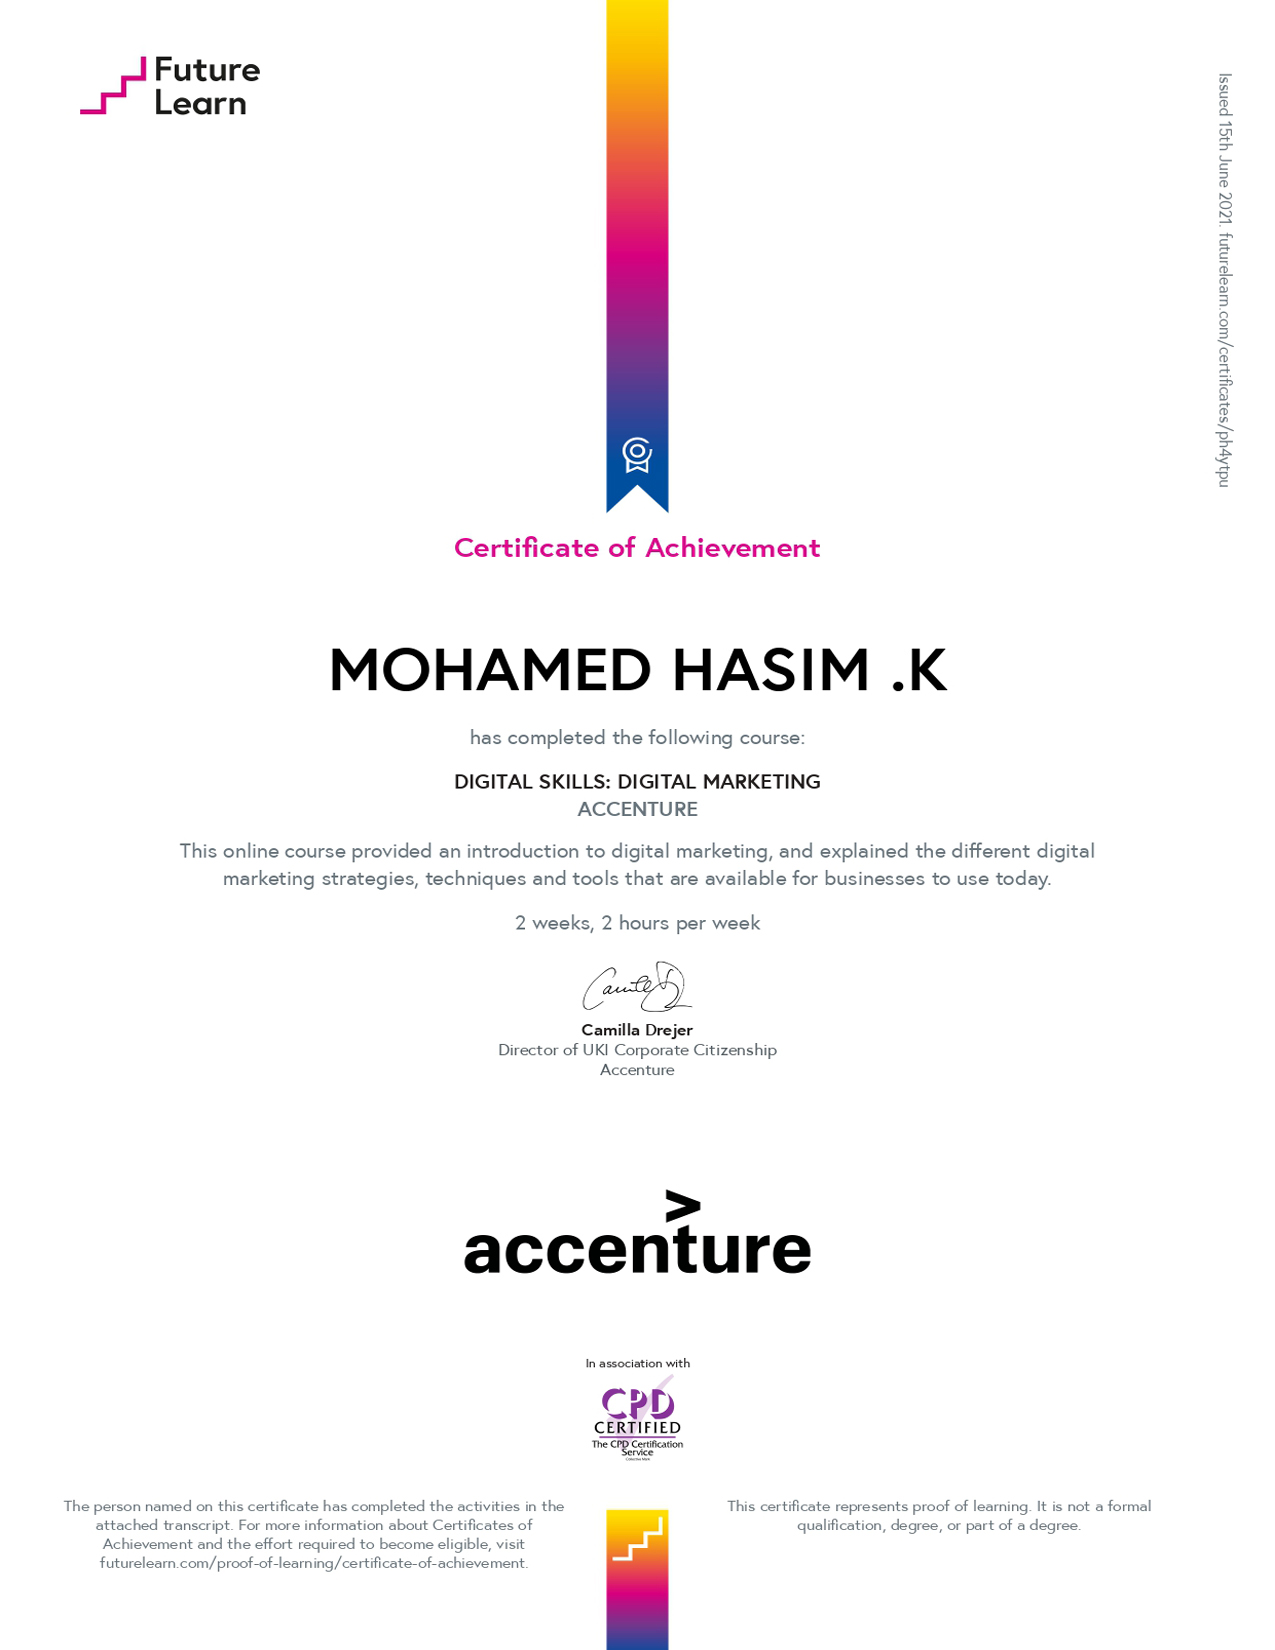 Future
Learn
Issued 15th June 2021. futurelearn.com/certificates/ph4ytpu
Certificate of Achievement
MOHAMED HASIM .K
has completed the following course:
DIGITAL SKILLS: DIGITAL MARKETING
ACCENTURE
This online course provided an introduction to digital marketing, and explained the different digital
marketing strategies, techniques and tools that are available for businesses to use today.
2 weeks, 2 hours per week
Camilla Drejer
Director of UKI Corporate Citizenship
Accenture
accenture
In association with
CPD
CERTIFIED
The CPD Certification
Service
Collective Mark
The person named on this certificate has completed the activities in the
attached transcript. For more information about Certificates of
Achievement and the effort required to become eligible, visit
futurelearn.com/proof-of-learning/certificate-of-achievement.
This certificate represents proof of learning. It is not a formal
qualification, degree, or part of a degree.